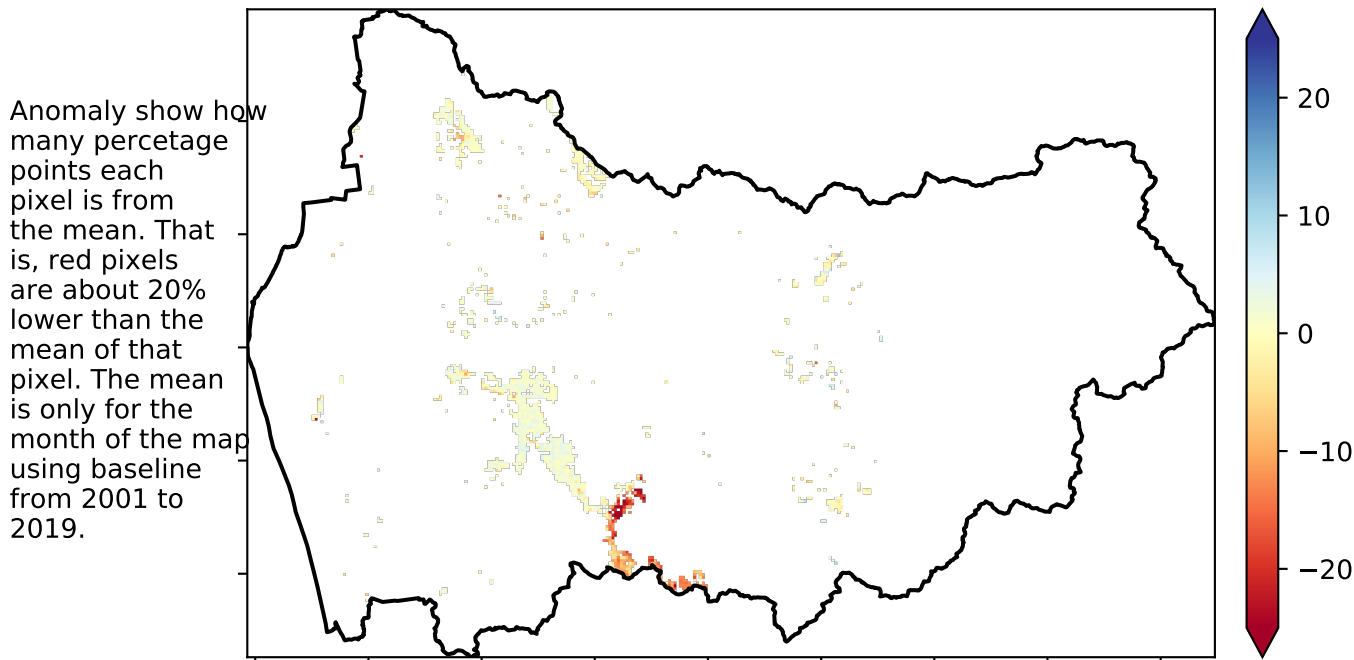 Anomaly show how
many percetage
points each
pixel is from
the mean. That
is, red pixels
are about 20%
lower than the
mean of that
pixel. The mean
is only for the
month of the map
using baseline
from 2001 to
2019.
20
10
0
−10
−20